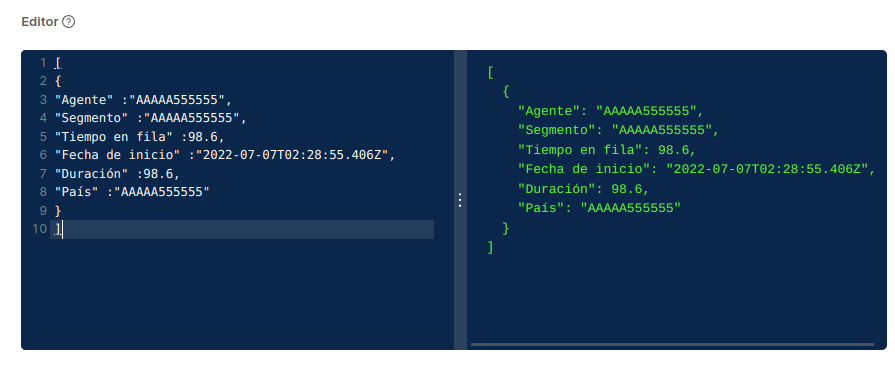 Editor ?
1 [
2 {
3 "Agente" :"AAAAA555555",
4 "Segmento" :"AAAAA555555",
5 "Tiempo en fila" :98.6,
6 "Fecha de inicio" :"2022-07-07T02:28:55.406Z",
7 "Duración" :98.6,
8 "País" :"AAAAA555555"
9 }
10 ]
[
{
"Agente": "AAAAA555555",
"Segmento": "AAAAA555555",
"Tiempo en fila": 98.6,
"Fecha de inicio": "2022-07-07T02:28:55.406Z",
"Duración": 98.6,
"País": "AAAAA555555"
}
]